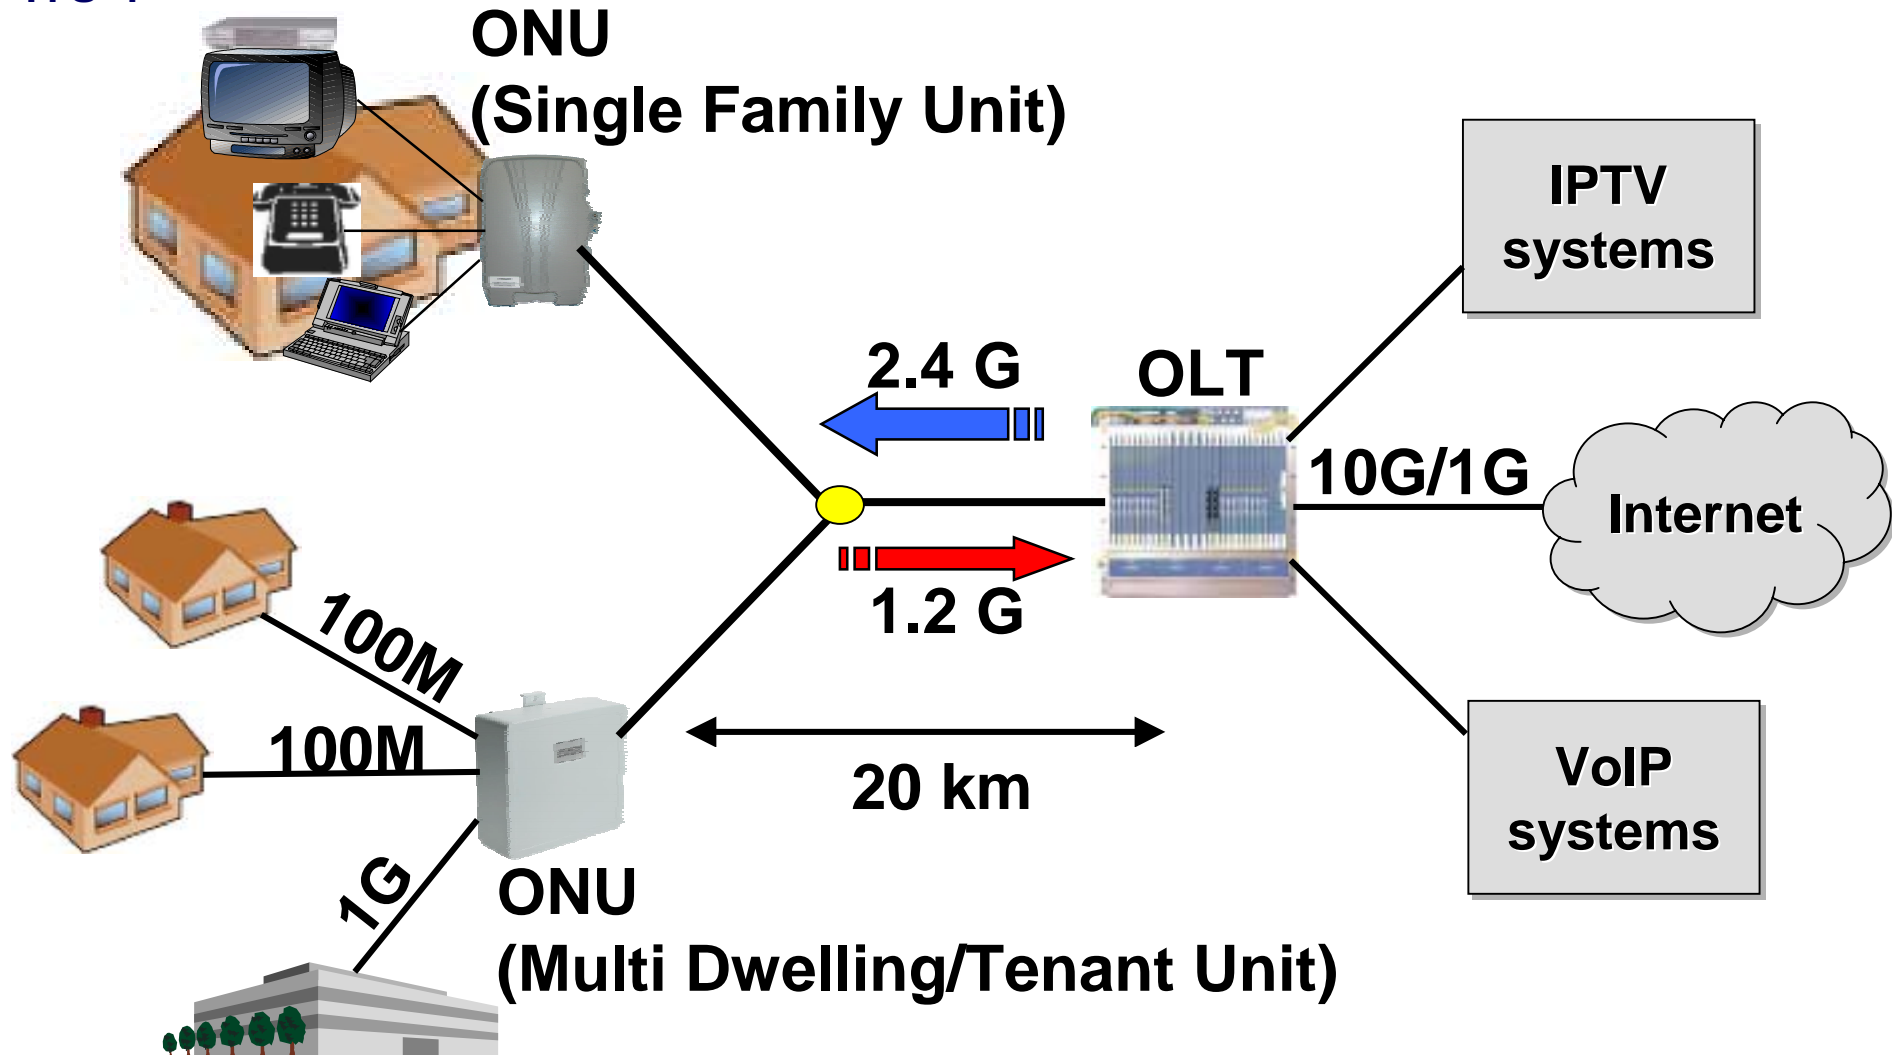 ONU
(Single Family Unit)
IPTV
systems
2.4 G
OLT
10G/1G
Internet
1.2 G
100M
100M
20 km
VoIP
systems
1G
ONU
(Multi Dwelling/Tenant Unit)